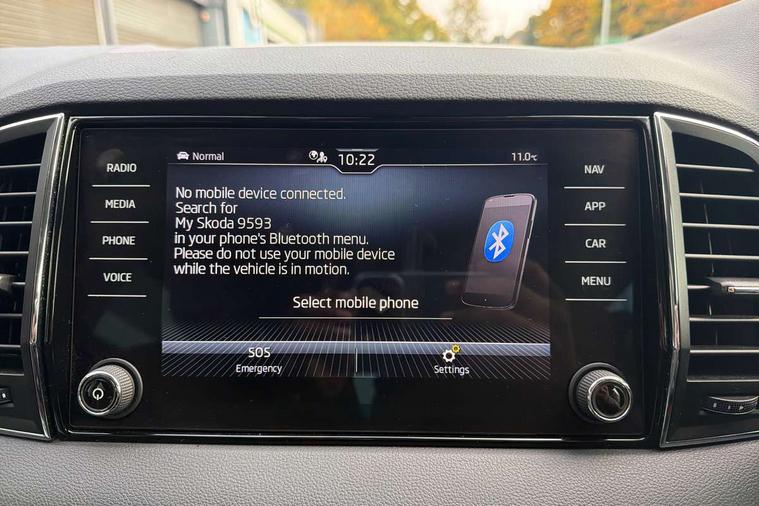 Normal
10:22
11.0°C
RADIO
MEDIA
PHONE
VOICE
No mobile device connected.
Search for
My Skoda 9593
in your phone's Bluetooth menu.
Please do not use your mobile device
while the vehicle is in motion.
Select mobile phone
SOS
Emergency
Settings
NAV
APP
CAR
MENU